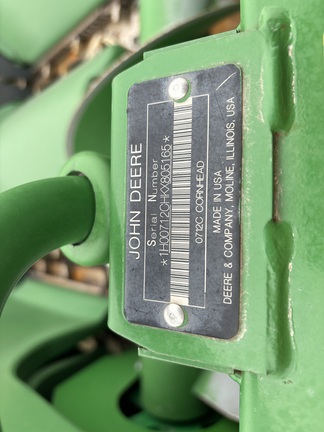 JOHN DEERE
Serial Number
*1H00712CHKX805165*
0712C CORNHEAD
MADE IN USA
DEERE & COMPANY, MOLINE, ILLINOIS, USA